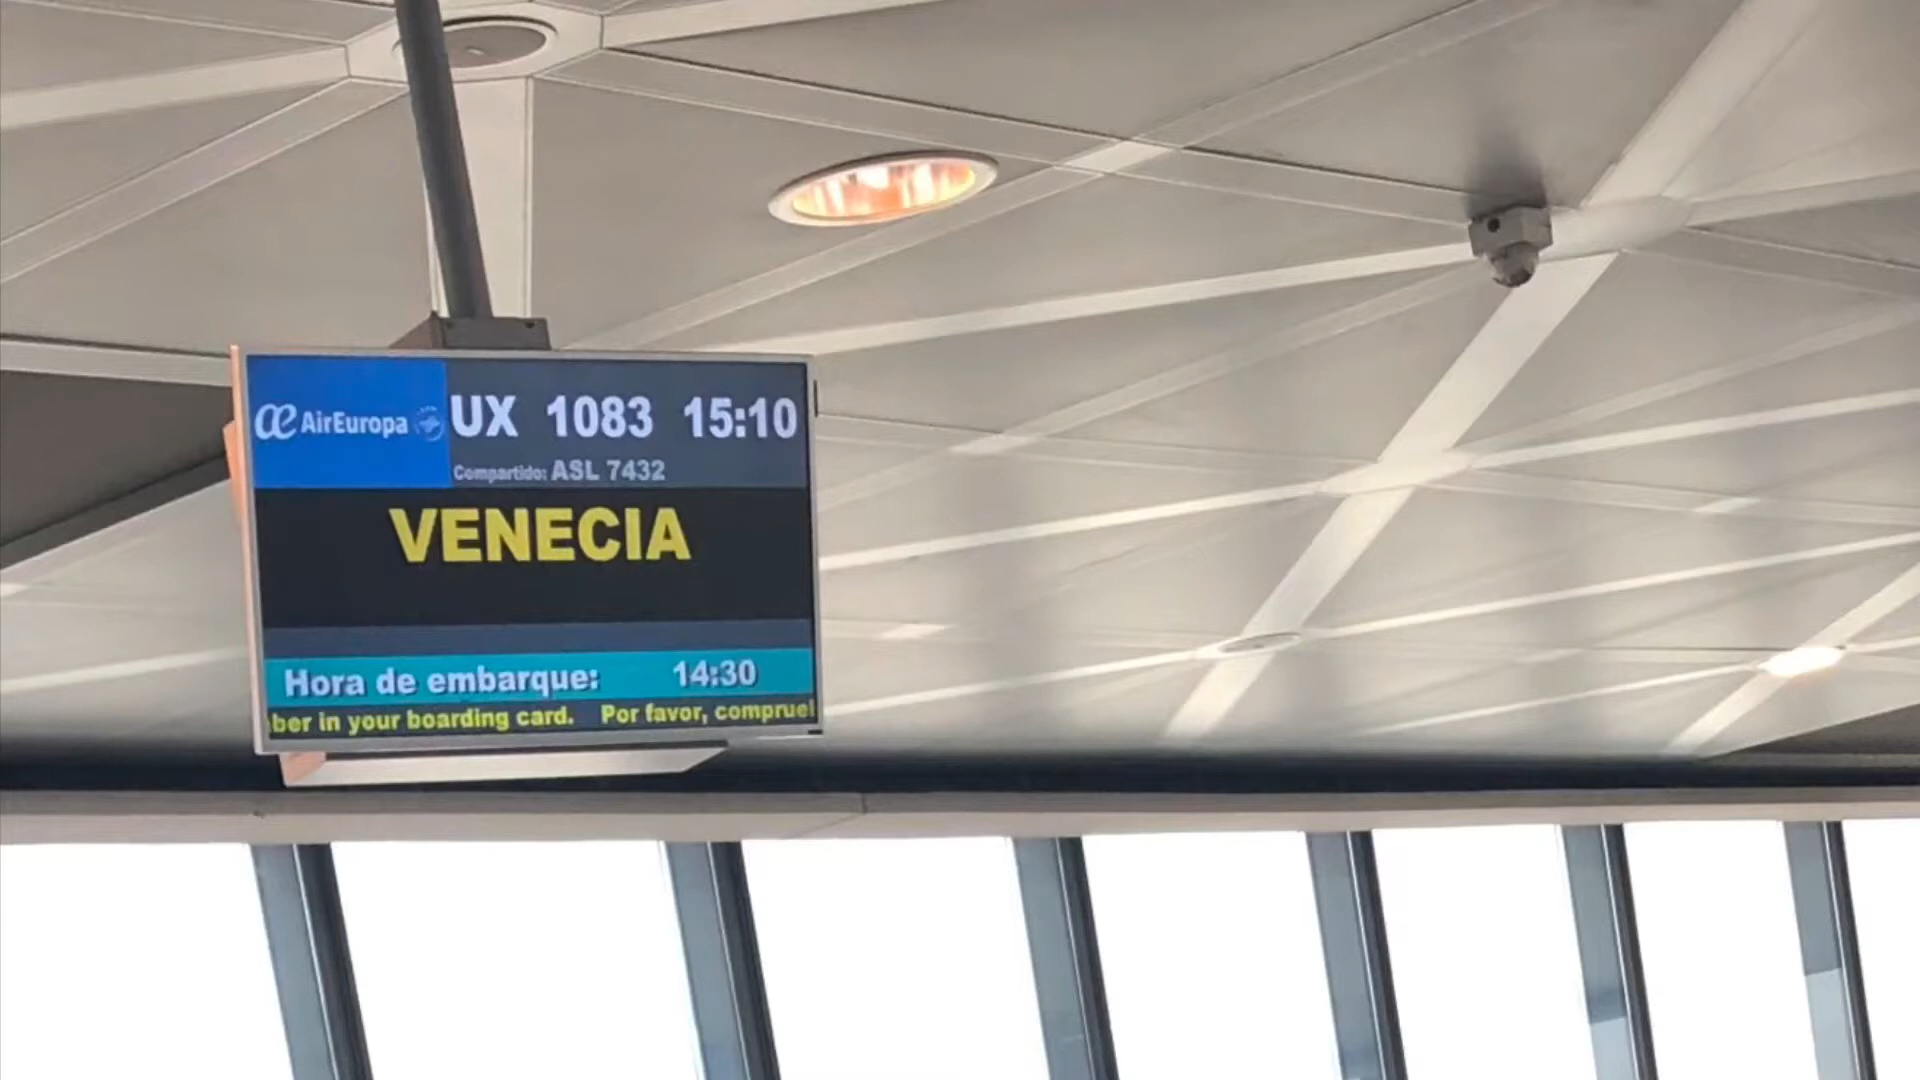 AirEuropa UX 1083 15:10
Compartido: ASL 7432
VENECIA
Hora de embarque: 14:30
ber in your boarding card. Por favor, comprue